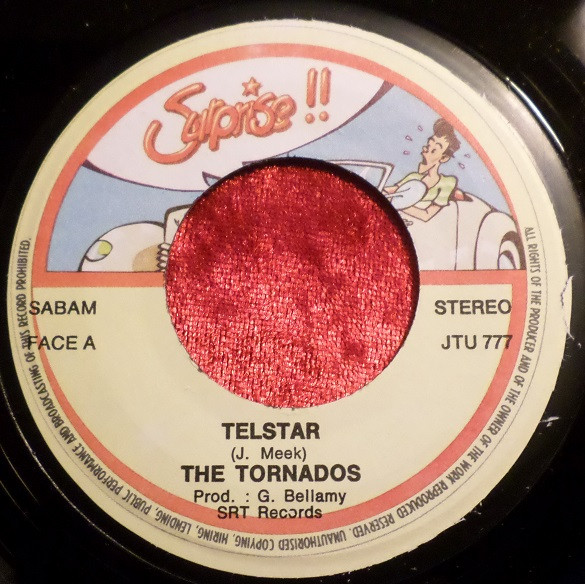 Surprise !!
SABAM
FACE A
STEREO
JTU 777
TELSTAR
(J. Meek)
THE TORNADOS
Prod. : G. Bellamy
SRT Records
ALL RIGHTS OF THE PRODUCER AND OF THE OWNER OF THE WORK REPRODUCED RESERVED. UNAUTHORISED COPYING, HIRING, LENDING, PUBLIC PERFORMANCE AND BROADCASTING OF THIS RECORD PROHIBITED.